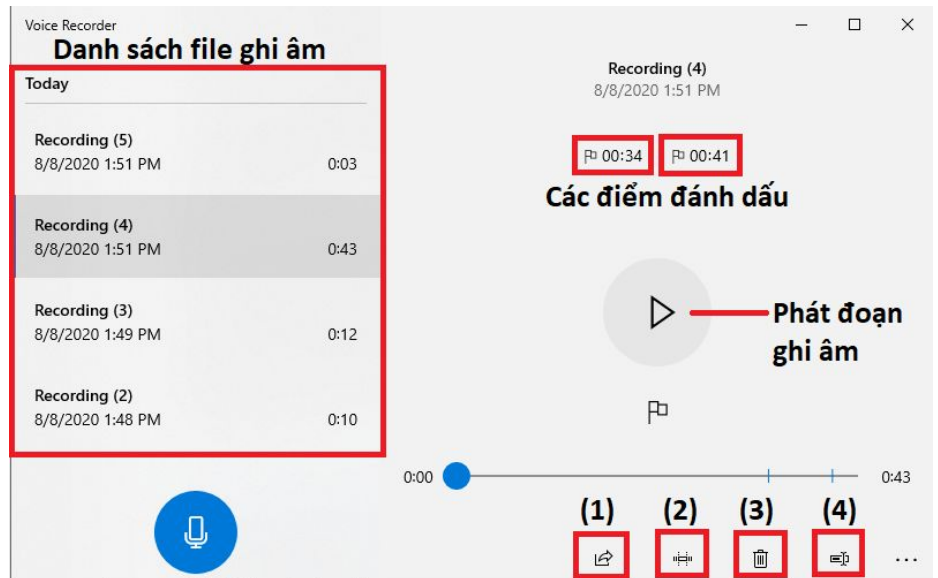 Voice Recorder
Danh sách file ghi âm
Today
Recording (5)
8/8/2020 1:51 PM 0:03
Recording (4)
8/8/2020 1:51 PM 0:43
Recording (3)
8/8/2020 1:49 PM 0:12
Recording (2)
8/8/2020 1:48 PM 0:10
Recording (4)
8/8/2020 1:51 PM
00:34 00:41
Các điểm đánh dấu
Phát đoạn
ghi âm
0:00 0:43
(1) (2) (3) (4)